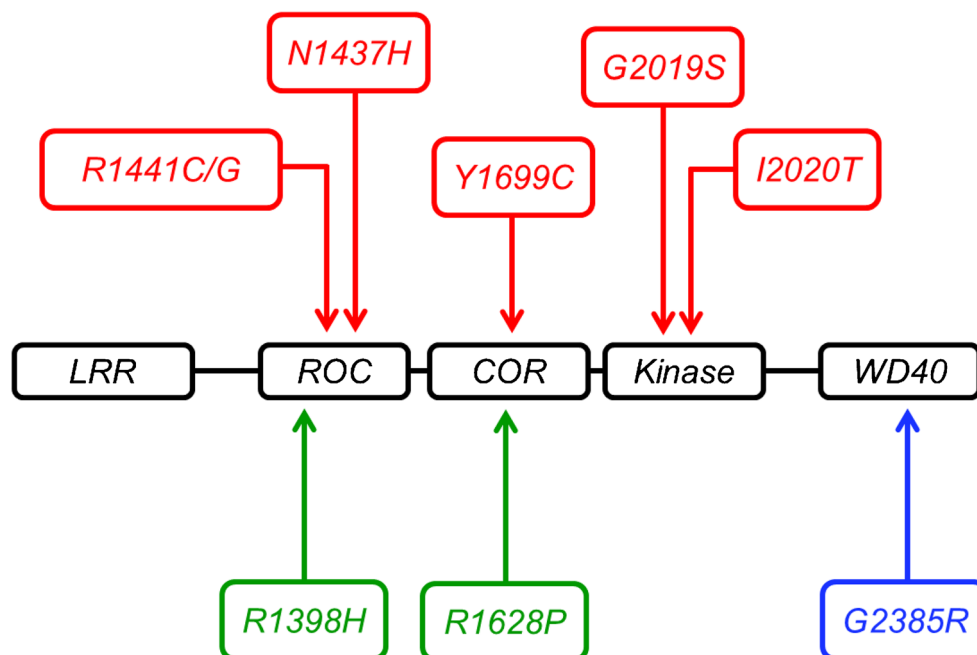 N1437H
G2019S
R1441C/G
Y1699C
I2020T
LRR
ROC
COR
Kinase
WD40
R1398H
R1628P
G2385R